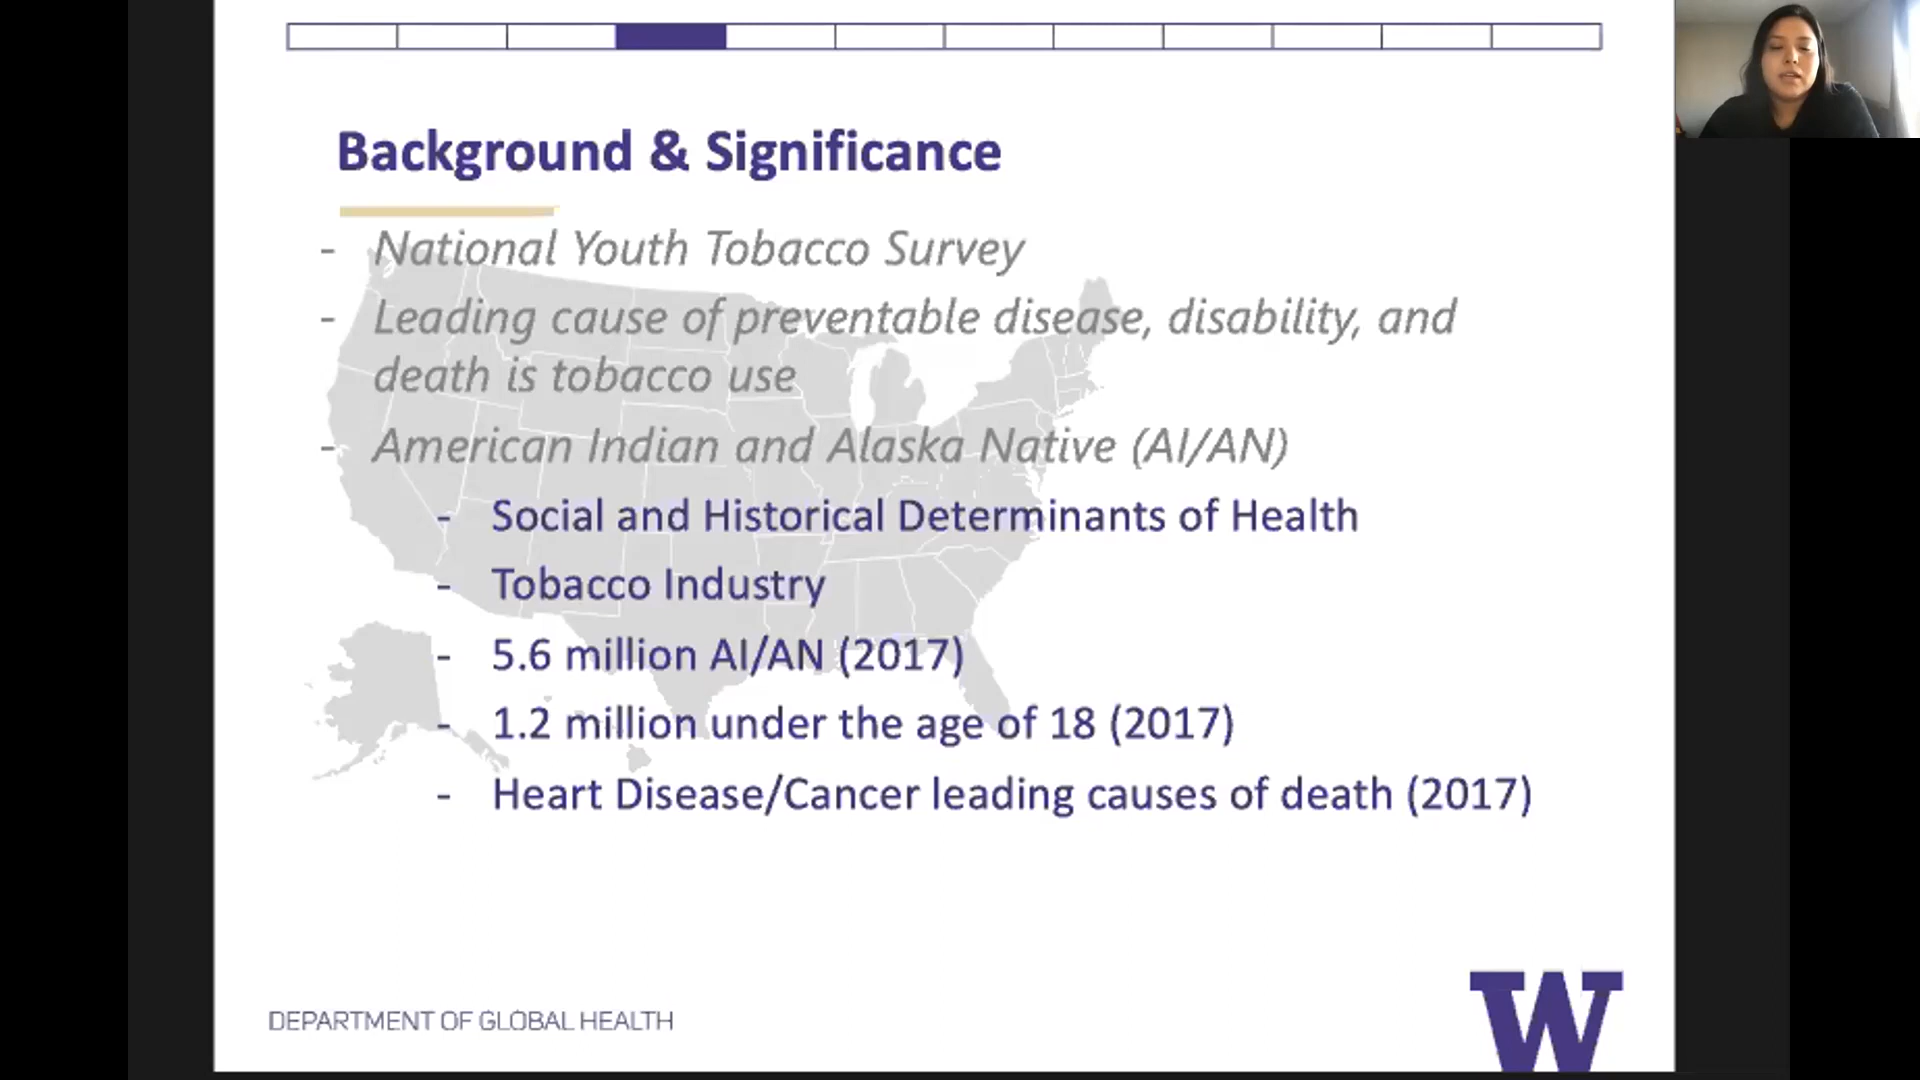 Background & Significance
- National Youth Tobacco Survey
- Leading cause of preventable disease, disability, and
death is tobacco use
- American Indian and Alaska Native (AI/AN)
- Social and Historical Determinants of Health
- Tobacco Industry
- 5.6 million AI/AN (2017)
- 1.2 million under the age of 18 (2017)
- Heart Disease/Cancer leading causes of death (2017)
DEPARTMENT OF GLOBAL HEALTH
W